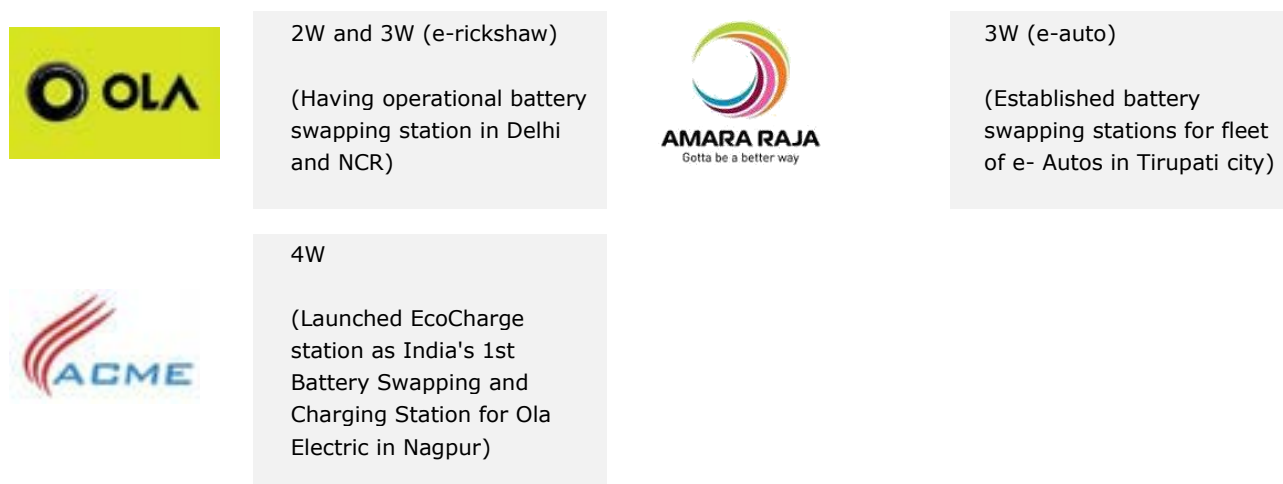 OLA
2W and 3W (e-rickshaw)
(Having operational battery
swapping station in Delhi
and NCR)
AMARA RAJA
Gotta be a better way
3W (e-auto)
(Established battery
swapping stations for fleet
of e- Autos in Tirupati city)
ACME
4W
(Launched EcoCharge
station as India's 1st
Battery Swapping and
Charging Station for Ola
Electric in Nagpur)